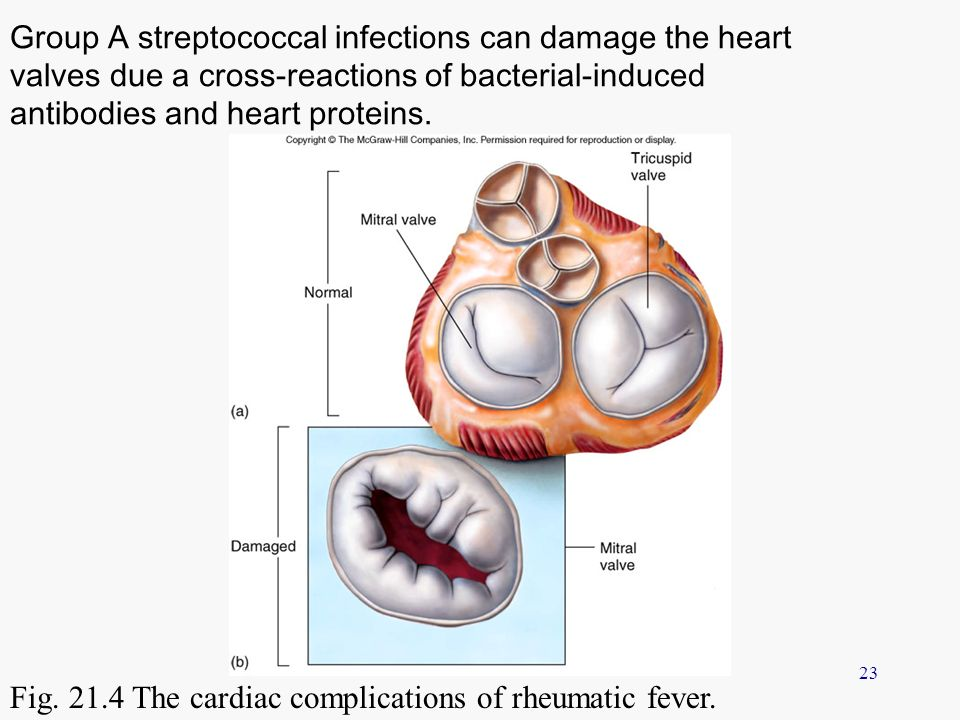 Group A streptococcal infections can damage the heart
valves due a cross-reactions of bacterial-induced
antibodies and heart proteins.
Copyright © The McGraw-Hill Companies, Inc. Permission required for reproduction or display.
Tricuspid
valve
Mitral valve
Normal
(a)
Damaged
Mitral
valve
(b)
23
Fig. 21.4 The cardiac complications of rheumatic fever.